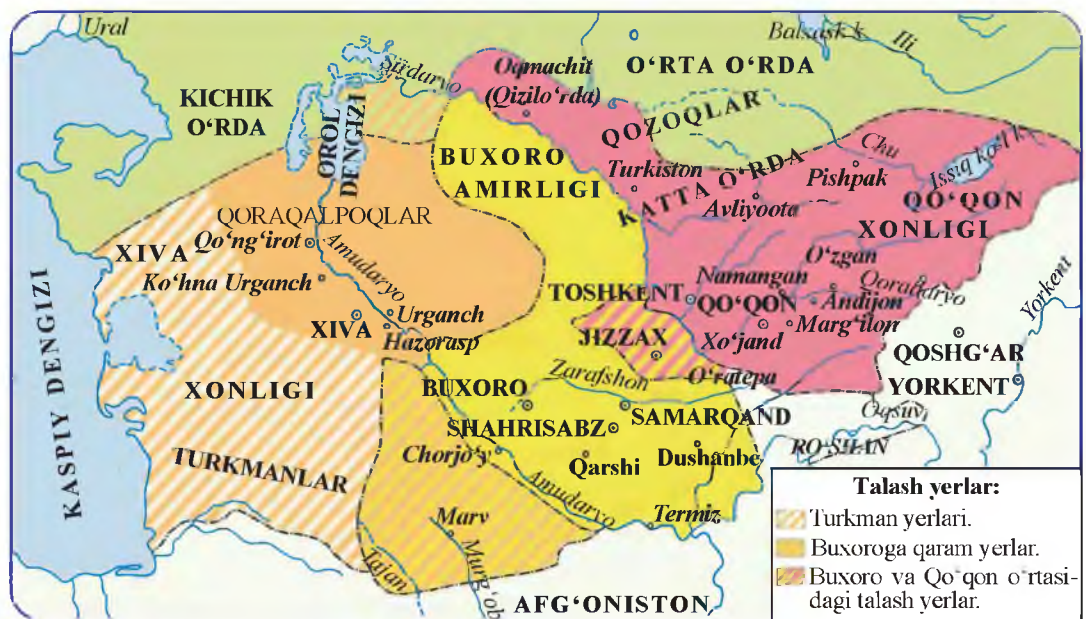 Ural
Balxash k.
Ili
Sirdaryo
Oqmachit
(Qizilo‘rda)
O‘RTA O‘RDA
KICHIK
O‘RDA
OROL
DENGIZI
QOZOQLAR
BUXORO
AMIRLIGI
Turkiston
KATTA O‘RDA
Chu
Pishpak
Issiq ko‘l
Avliyoota
QO‘QON
XONLIGI
QORAQALPOQLAR
XIVA
Qo‘ng‘irot
Amudaryo
Ko‘hna Urganch
O‘zgan
Namangan
Qoradaryo
TOSHKENT
QO‘QON
Andijon
Yorkent
Urganch
XIVA
Hazorasp
JIZZAX
Xo‘jand
Marg‘ilon
QOSHG‘AR
KASPIY DENGIZI
XONLIGI
BUXORO
Zarafshon
O‘ratepa
YORKENT
SHAHRISABZ
SAMARQAND
Oqsuv
TURKMANLAR
Chorjo‘y
Qarshi
Dushanbe
RO‘SHAN
Amudaryo
Marv
Termiz
Tajan
Murg‘ob
AFG‘ONISTON
Talash yerlar:
Turkman yerlari.
Buxoroga qaram yerlar.
Buxoro va Qo‘qon o‘rtasi-
dagi talash yerlar.